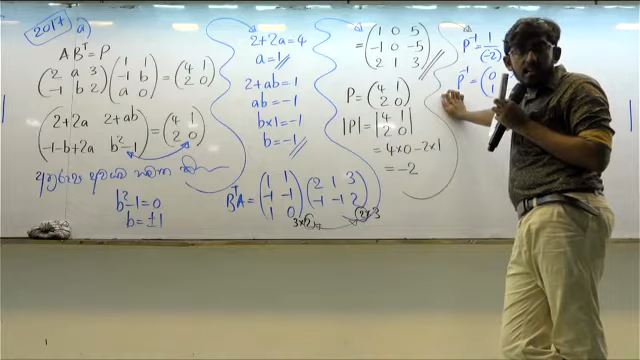 2017 a)
A Bᵀ = P
(2 a 3 / -1 b 2) (1 1 / -1 b / a 0) = (4 1 / 2 0)
(2+2a 2+ab / -1-b+2a b²-1) = (4 1 / 2 0)
අනුරූප අවයව සමාන
b²-1=0
b = ±1
2+2a=4
a=1//
2+ab=1
ab=-1
b×1=-1
b=-1//
BᵀA = (1 1 / -1 -1 / 1 0) (2 1 3 / -1 -1 2)
3×2 2×3
= (1 0 5 / -1 0 -5 / 2 1 3)//
P = (4 1 / 2 0)
|P| = |4 1 / 2 0|
= 4×0-2×1
= -2
P⁻¹ = 1/(-2)
P⁻¹ = (0